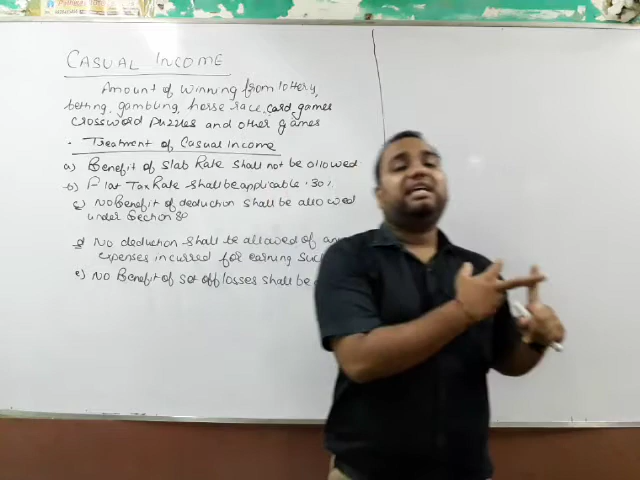 CASUAL INCOME
Amount of winning from lottery,
betting, gambling, horse race, card games
crossword puzzles and other games
• Treatment of Casual Income
a) Benefit of slab Rate shall not be allowed
b) Flat Tax Rate shall be applicable . 30%
c) No Benefit of deduction shall be allowed
under Section 80
d) No deduction shall be allowed of any
expenses incurred for earning such
e) No Benefit of set off losses shall be